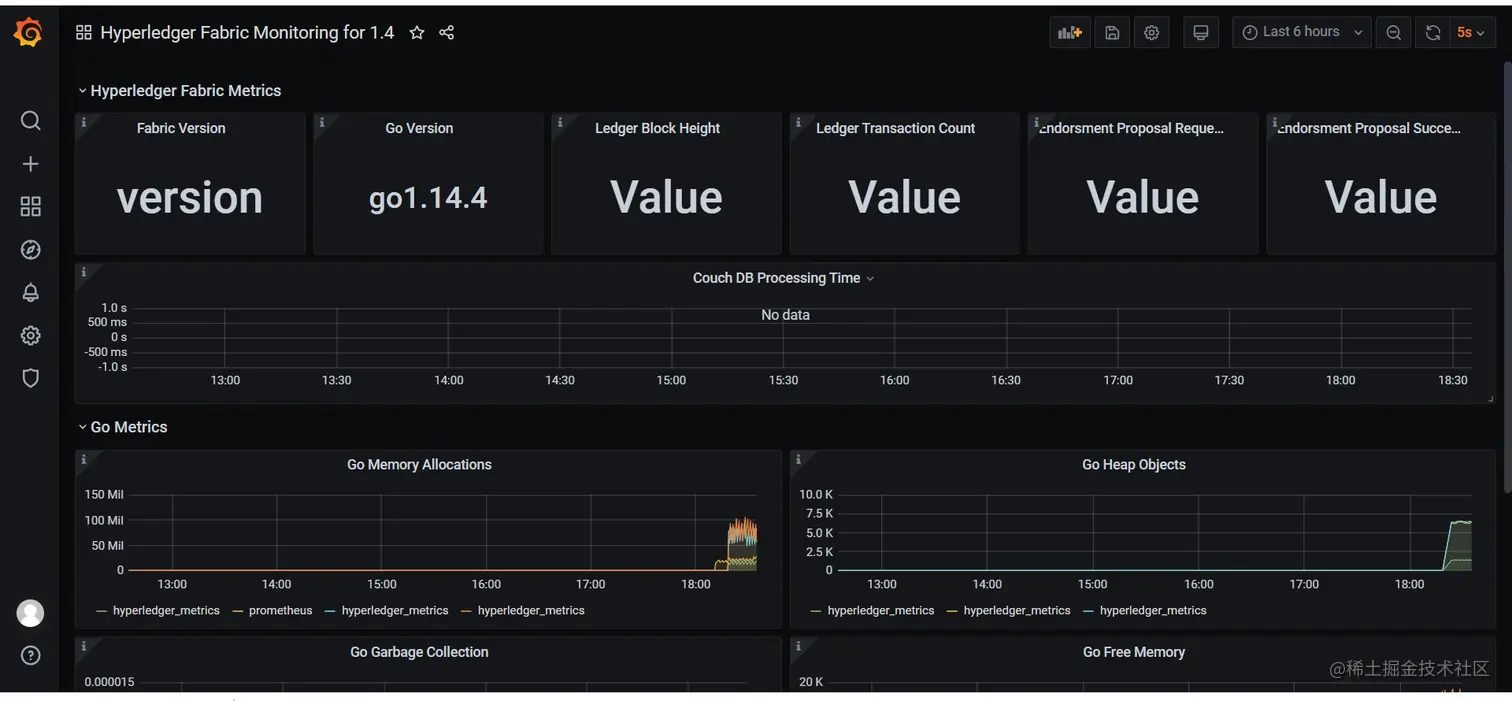 Hyperledger Fabric Monitoring for 1.4
Last 6 hours
5s
Hyperledger Fabric Metrics
Fabric Version
version
Go Version
go1.14.4
Ledger Block Height
Value
Ledger Transaction Count
Value
Endorsment Proposal Reque...
Value
Endorsment Proposal Succe...
Value
Couch DB Processing Time
1.0 s
500 ms
0 s
-500 ms
-1.0 s
No data
13:00 13:30 14:00 14:30 15:00 15:30 16:00 16:30 17:00 17:30 18:00 18:30
Go Metrics
Go Memory Allocations
150 Mil
100 Mil
50 Mil
0
13:00 14:00 15:00 16:00 17:00 18:00
hyperledger_metrics prometheus hyperledger_metrics hyperledger_metrics
Go Heap Objects
10.0 K
7.5 K
5.0 K
2.5 K
0
13:00 14:00 15:00 16:00 17:00 18:00
hyperledger_metrics hyperledger_metrics hyperledger_metrics
Go Garbage Collection
0.000015
Go Free Memory
20 K
@稀土掘金技术社区